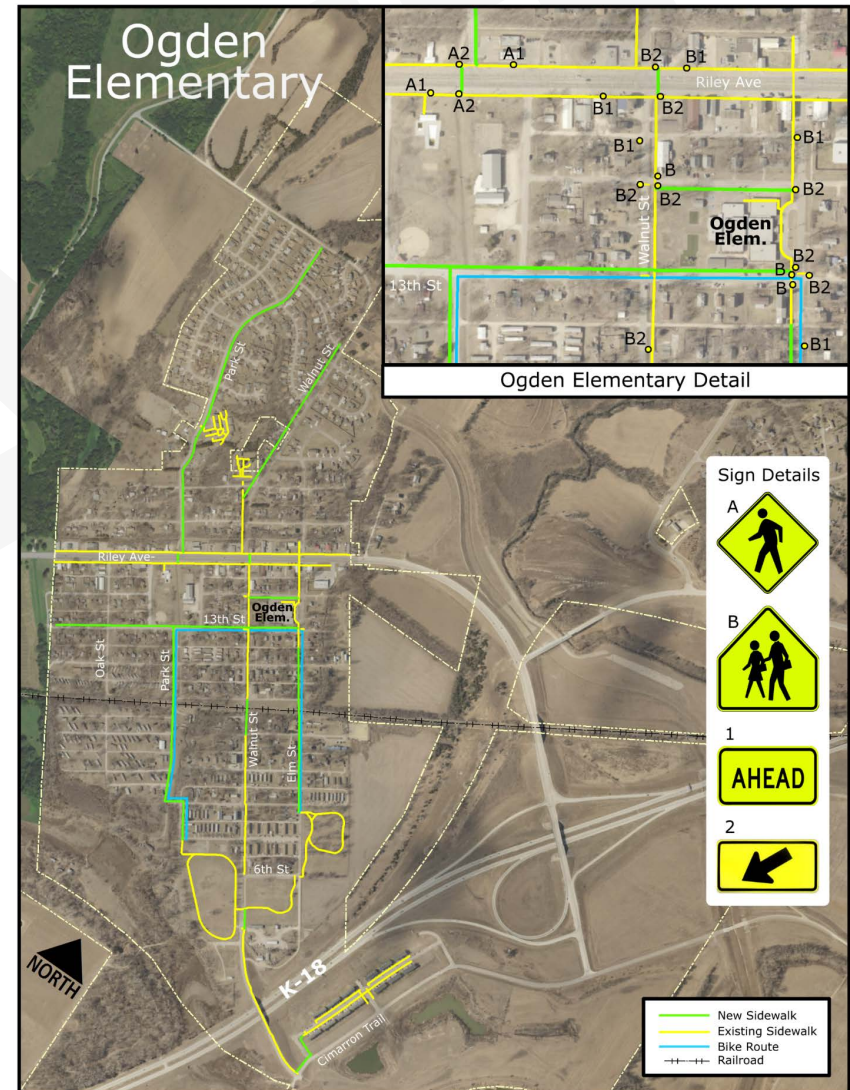 Ogden
Elementary
A2
A1
B2
B1
Riley Ave
A1
A2
B1
B2
B1
B1
B
B2
B2
B2
Walnut St
Ogden
Elem.
B2
B
B2
B
13th St
B2
B1
Ogden Elementary Detail
Park St
Walnut St
Riley Ave-
Ogden
Elem.
13th St
Oak St
Park St
Walnut St
Elm St
6th St
K-18
Cimarron Trail
NORTH
Sign Details
A
B
1
AHEAD
2
New Sidewalk
Existing Sidewalk
Bike Route
Railroad